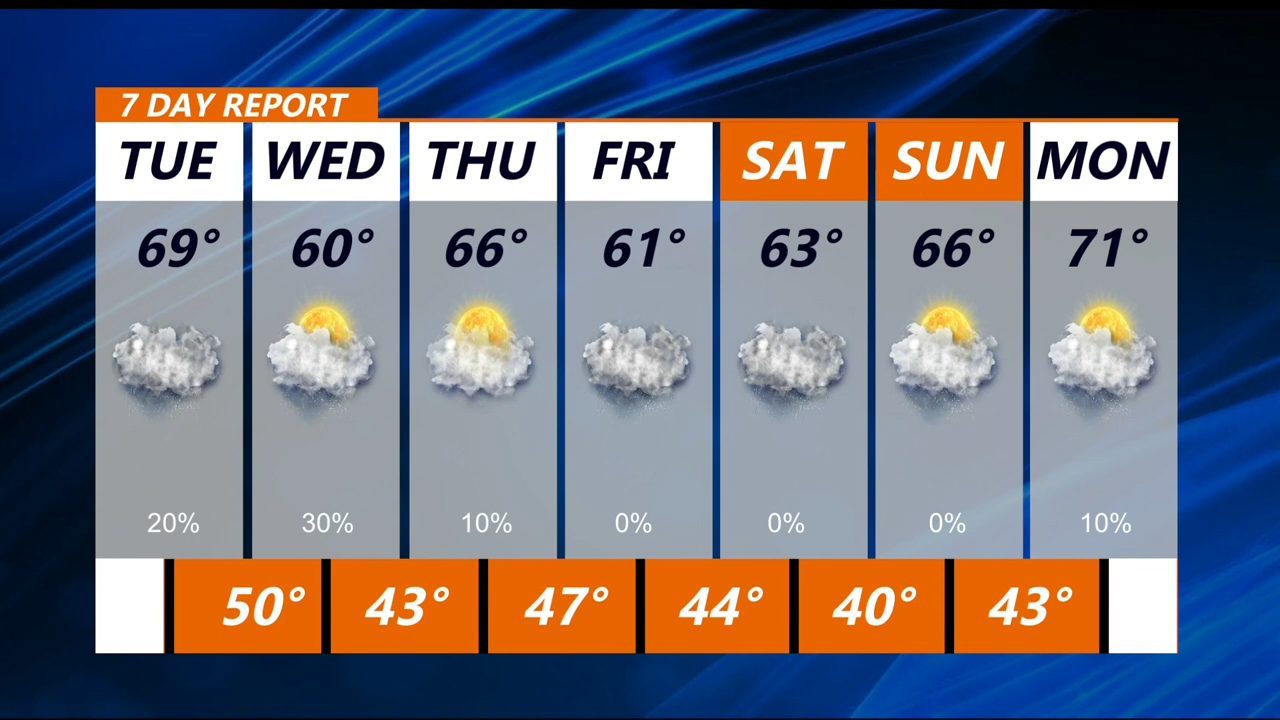 7 DAY REPORT
TUE WED THU FRI SAT SUN MON
69° 60° 66° 61° 63° 66° 71°
20% 30% 10% 0% 0% 0% 10%
50° 43° 47° 44° 40° 43°